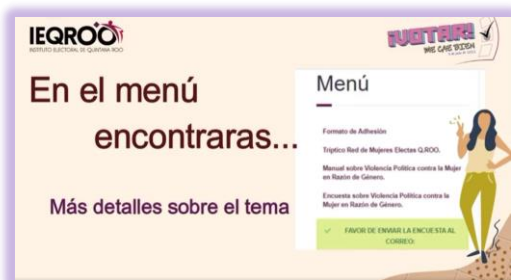 IEQROO
INSTITUTO ELECTORAL DE QUINTANA ROO
¡VOTAR!
ME CAE BIEN
En el menú
encontraras...
Más detalles sobre el tema
Menú
Formato de Adhesión
Tríptico Red de Mujeres Electas Q.ROO.
Manual sobre Violencia Política contra la Mujer
en Razón de Género.
Encuesta sobre Violencia Política contra la
Mujer en Razón de Género.
✓ FAVOR DE ENVIAR LA ENCUESTA AL
CORREO: